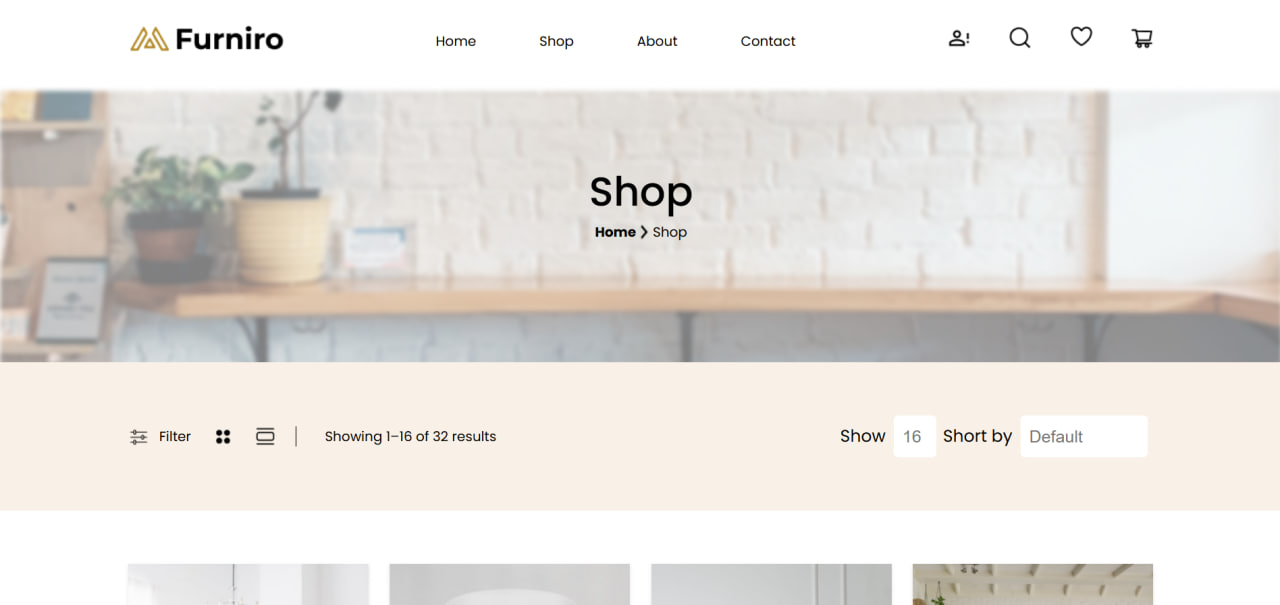 Furniro
Home Shop About Contact
Shop
Home > Shop
Filter
Showing 1–16 of 32 results
Show 16 Short by Default